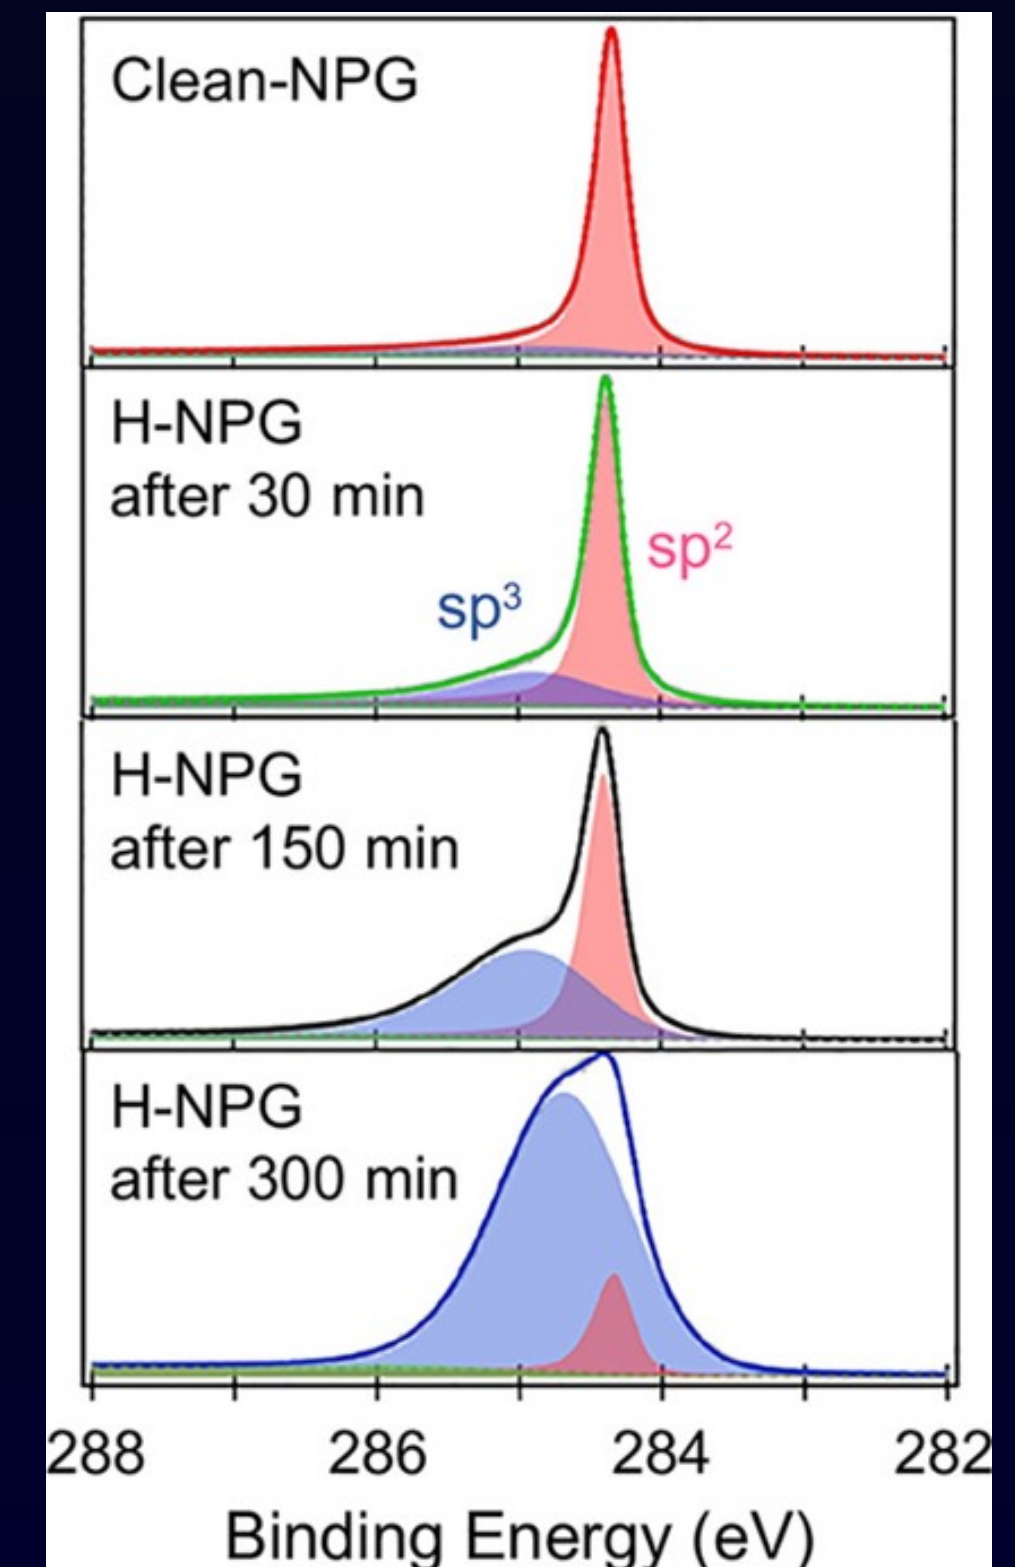 Clean-NPG
H-NPG
after 30 min
sp²
sp³
H-NPG
after 150 min
H-NPG
after 300 min
288 286 284 282
Binding Energy (eV)